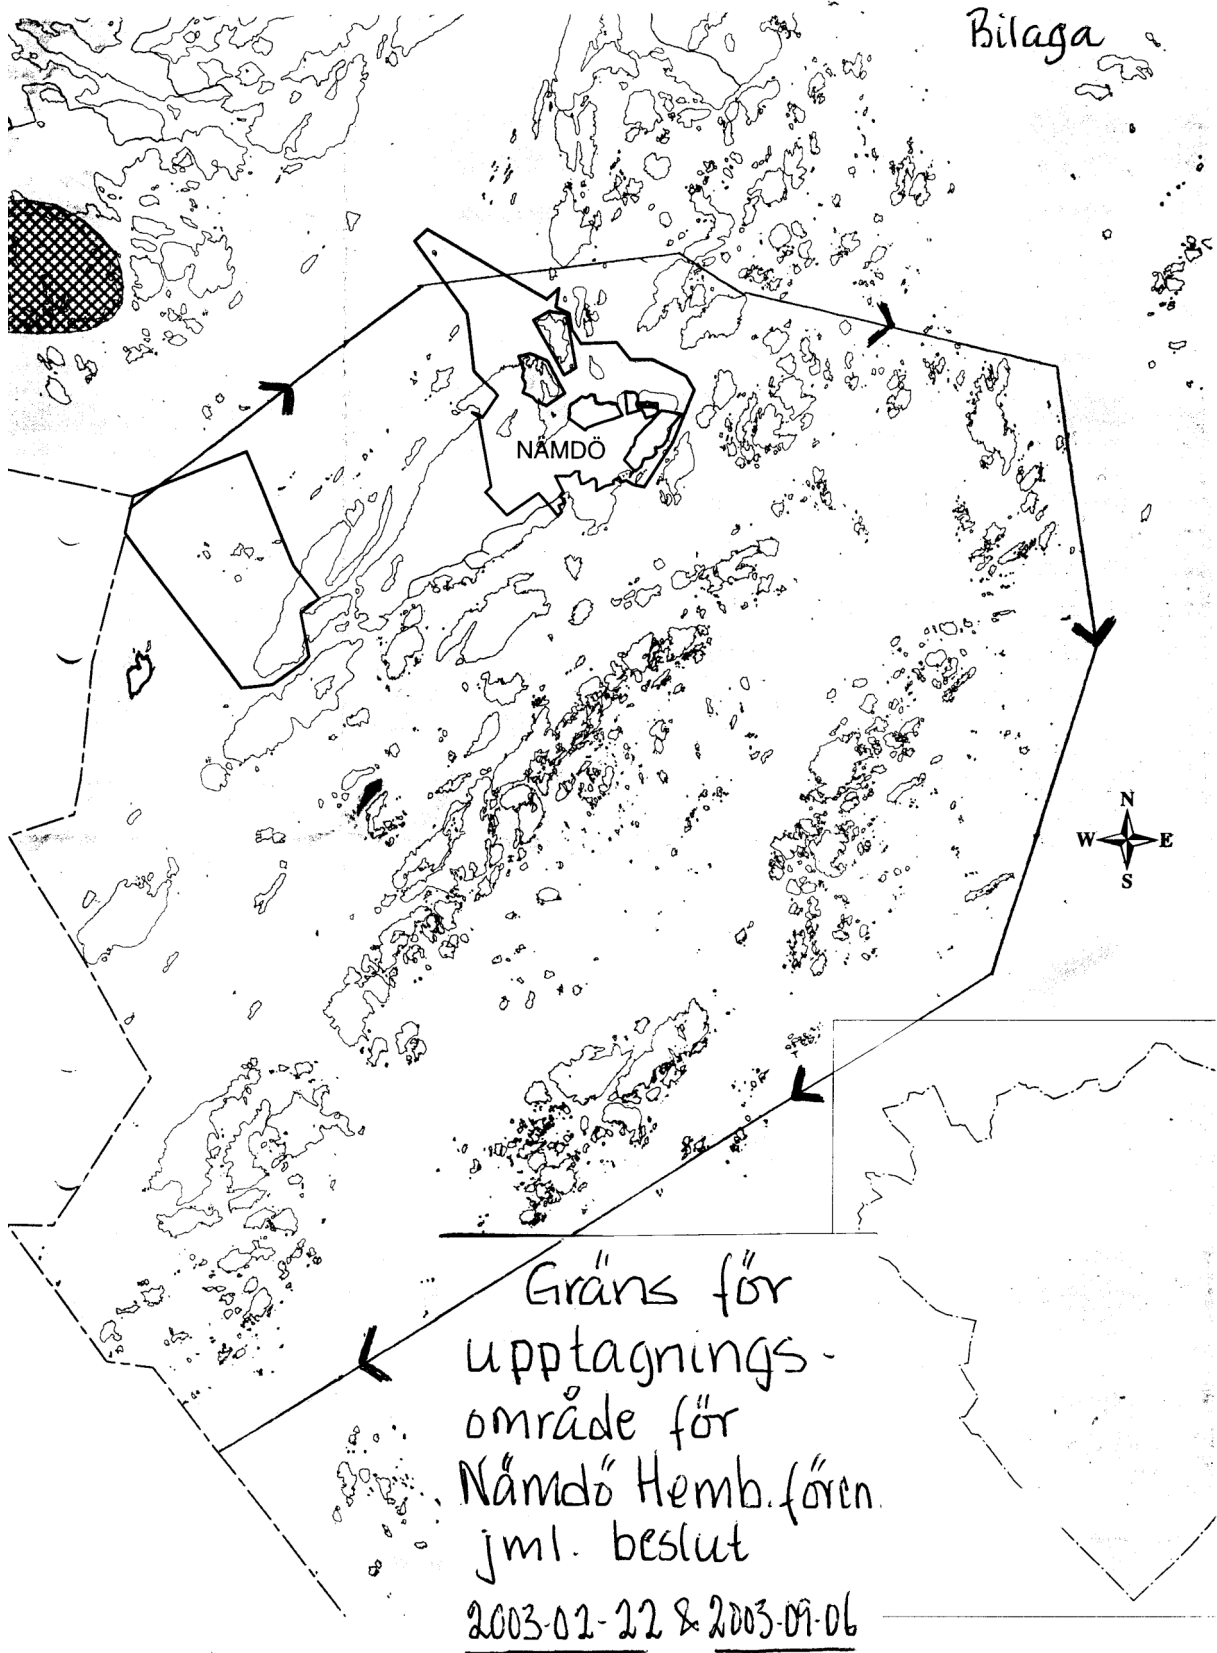 Bilaga
NÄMDÖ
N
W E
S
Gräns för
upptagnings-
område för
Nämdö Hemb.fören.
jml. beslut
2003-02-22 & 2003-09-06